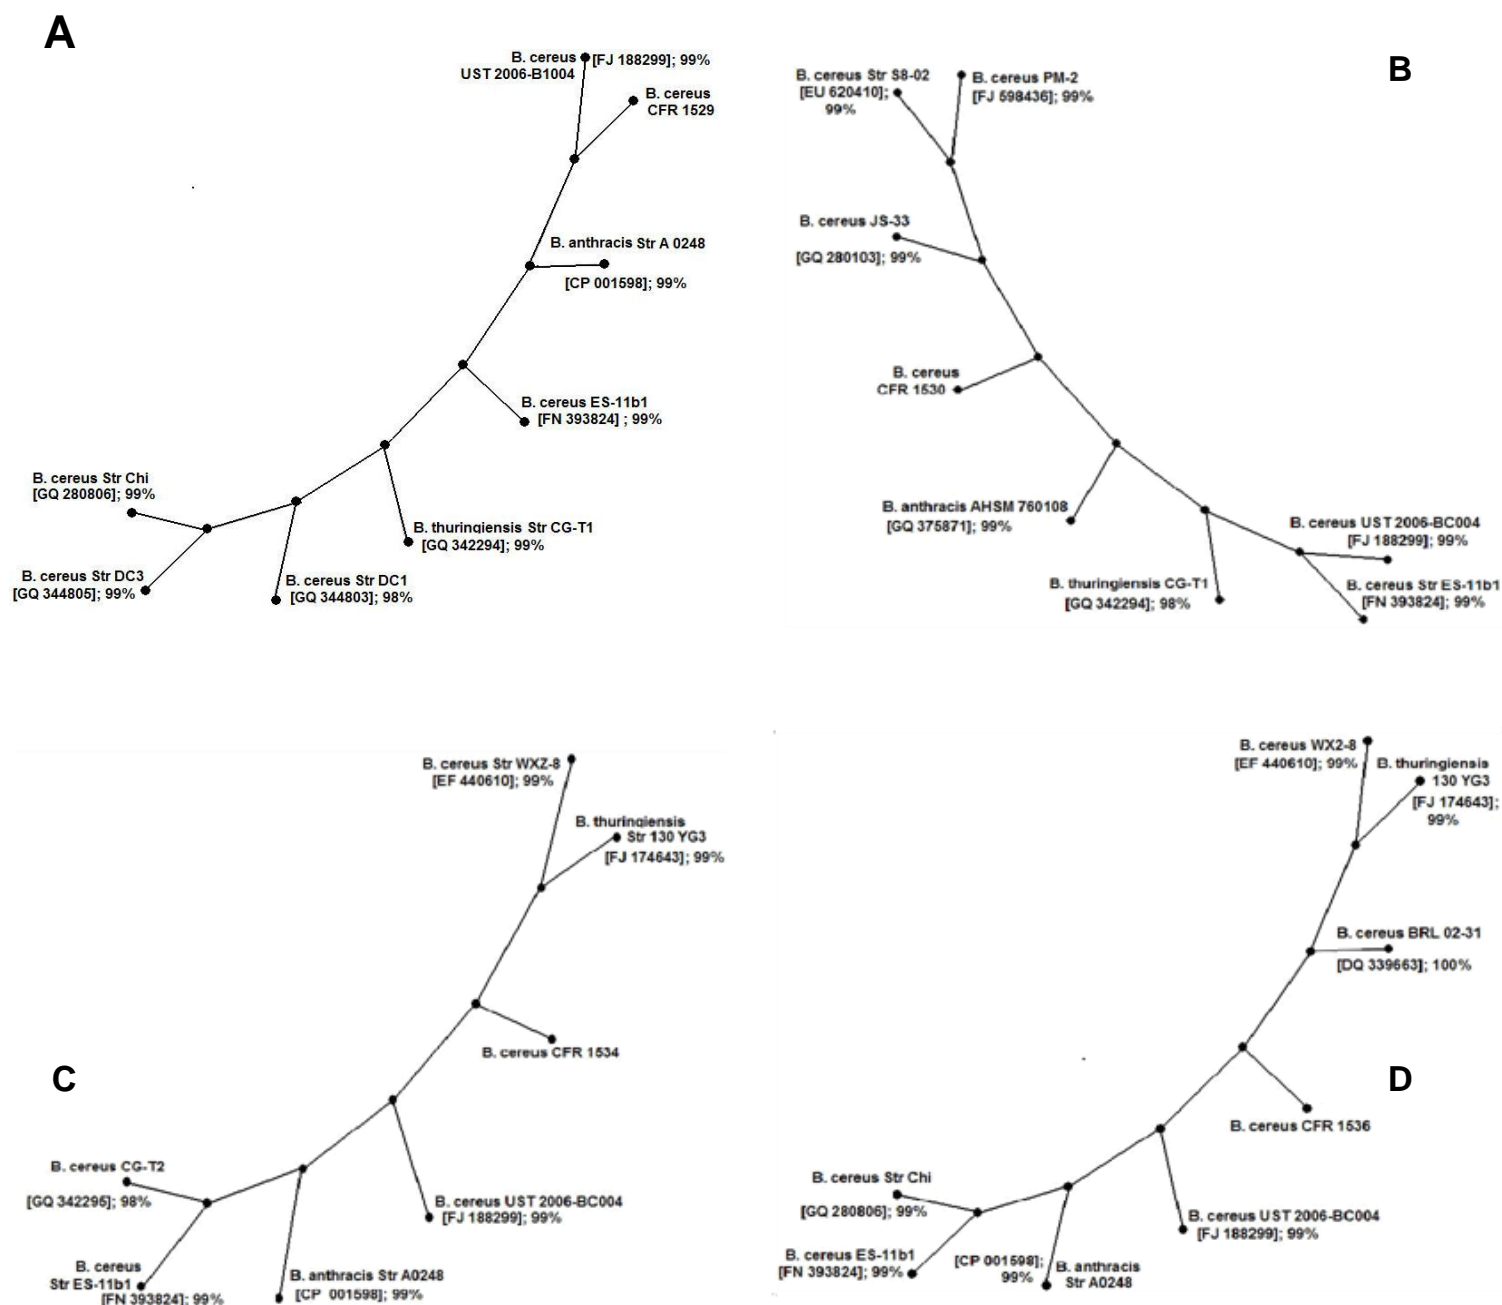 A
B. cereus
UST 2006-B1004
[FJ 188299]; 99%
B. cereus
CFR 1529
B. anthracis Str A 0248
[CP 001598]; 99%
B. cereus ES-11b1
[FN 393824] ; 99%
B. thuringiensis Str CG-T1
[GQ 342294]; 99%
B. cereus Str Chi
[GQ 280806]; 99%
B. cereus Str DC3
[GQ 344805]; 99%
B. cereus Str DC1
[GQ 344803]; 98%
B
B. cereus Str S8-02
[EU 620410];
99%
B. cereus PM-2
[FJ 598436]; 99%
B. cereus JS-33
[GQ 280103]; 99%
B. cereus
CFR 1530
B. anthracis AHSM 760108
[GQ 375871]; 99%
B. thuringiensis CG-T1
[GQ 342294]; 98%
B. cereus UST 2006-BC004
[FJ 188299]; 99%
B. cereus Str ES-11b1
[FN 393824]; 99%
C
B. cereus Str WXZ-8
[EF 440610]; 99%
B. thuringiensis
Str 130 YG3
[FJ 174643]; 99%
B. cereus CFR 1534
B. cereus CG-T2
[GQ 342295]; 98%
B. cereus UST 2006-BC004
[FJ 188299]; 99%
B. cereus
Str ES-11b1
[FN 393824]; 99%
B. anthracis Str A0248
[CP 001598]; 99%
D
B. cereus WX2-8
[EF 440610]; 99%
B. thuringiensis
130 YG3
[FJ 174643];
99%
B. cereus BRL 02-31
[DQ 339663]; 100%
B. cereus CFR 1536
B. cereus Str Chi
[GQ 280806]; 99%
B. cereus UST 2006-BC004
[FJ 188299]; 99%
B. cereus ES-11b1
[FN 393824]; 99%
[CP 001598];
99%
B. anthracis
Str A0248